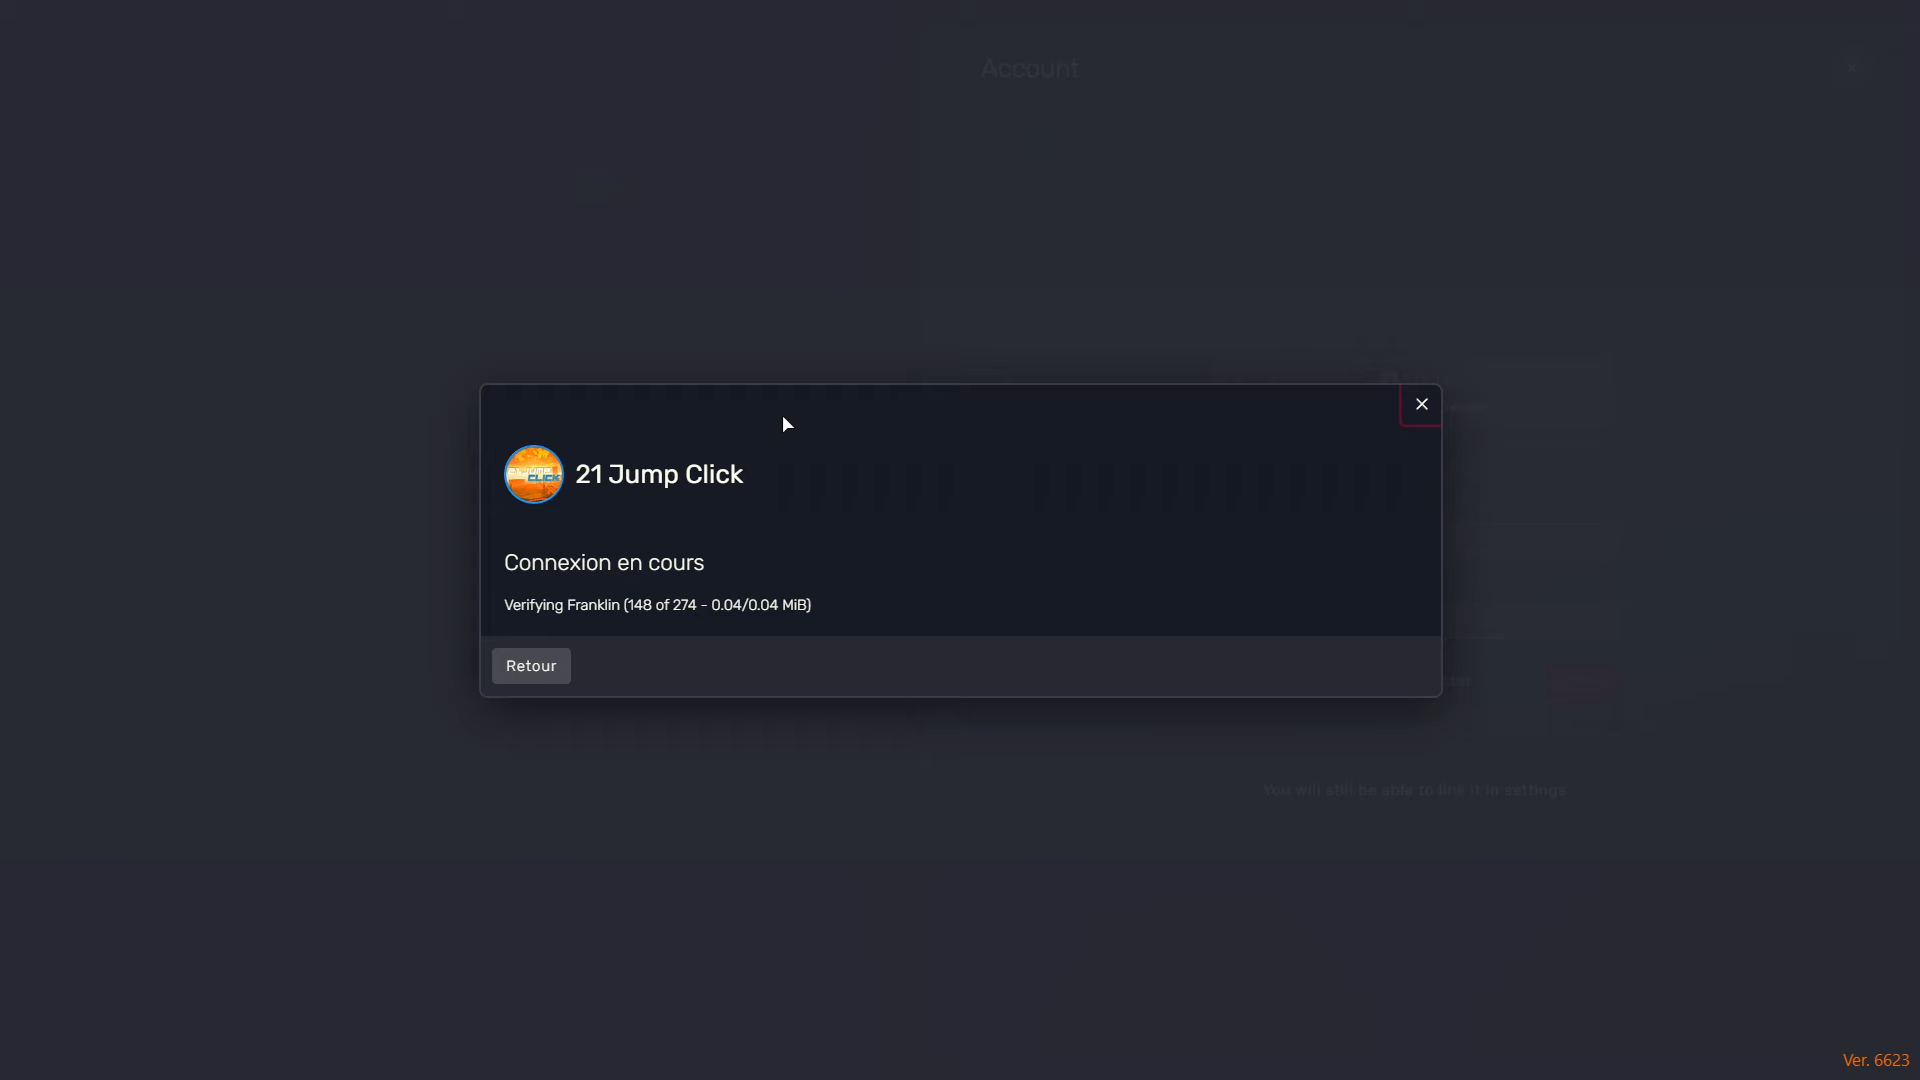 Account
21 Jump Click
Connexion en cours
Verifying Franklin (148 of 274 - 0.04/0.04 MiB)
Retour
You will still be able to link it in settings
Ver. 6623